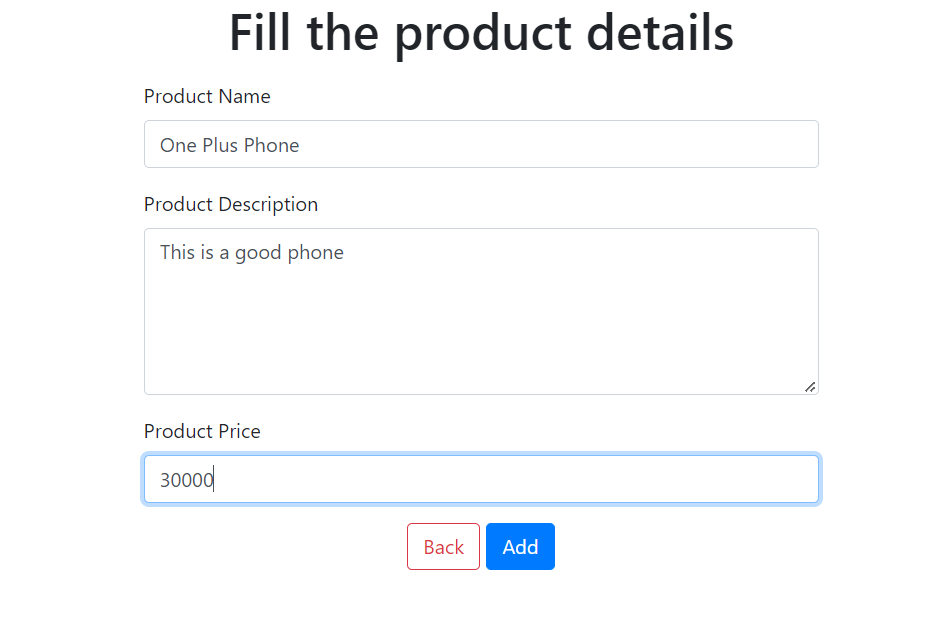 Fill the product details
Product Name
One Plus Phone
Product Description
This is a good phone
Product Price
30000
Back Add